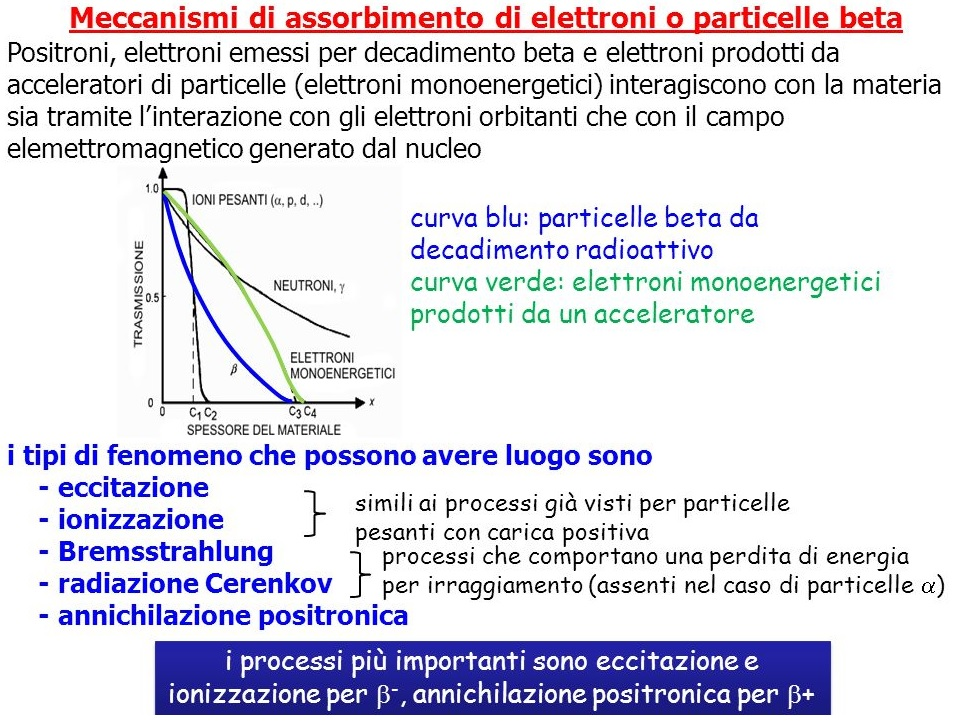 Meccanismi di assorbimento di elettroni o particelle beta
Positroni, elettroni emessi per decadimento beta e elettroni prodotti da
acceleratori di particelle (elettroni monoenergetici) interagiscono con la materia
sia tramite l’interazione con gli elettroni orbitanti che con il campo
elemettromagnetico generato dal nucleo
1.0
IONI PESANTI (α, p, d, ..)
NEUTRONI, γ
TRASMISSIONE
0.5
ELETTRONI
MONOENERGETICI
β
0
0
C1 C2
C3 C4
x
SPESSORE DEL MATERIALE
curva blu: particelle beta da
decadimento radioattivo
curva verde: elettroni monoenergetici
prodotti da un acceleratore
i tipi di fenomeno che possono avere luogo sono
- eccitazione
- ionizzazione
simili ai processi già visti per particelle
pesanti con carica positiva
- Bremsstrahlung
- radiazione Cerenkov
processi che comportano una perdita di energia
per irraggiamento (assenti nel caso di particelle α)
- annichilazione positronica
i processi più importanti sono eccitazione e
ionizzazione per β-, annichilazione positronica per β+